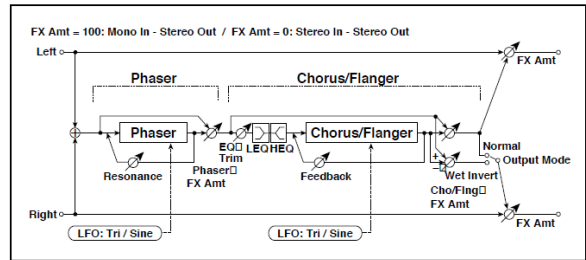 FX Amt = 100: Mono In - Stereo Out / FX Amt = 0: Stereo In - Stereo Out
Left
FX Amt
Phaser
Chorus/Flanger
Phaser
EQ
Trim
LEQ
HEQ
Chorus/Flanger
Normal
Output Mode
Resonance
Phaser
FX Amt
Feedback
+
−
Wet Invert
Cho/Flng
FX Amt
Right
FX Amt
LFO: Tri / Sine
LFO: Tri / Sine